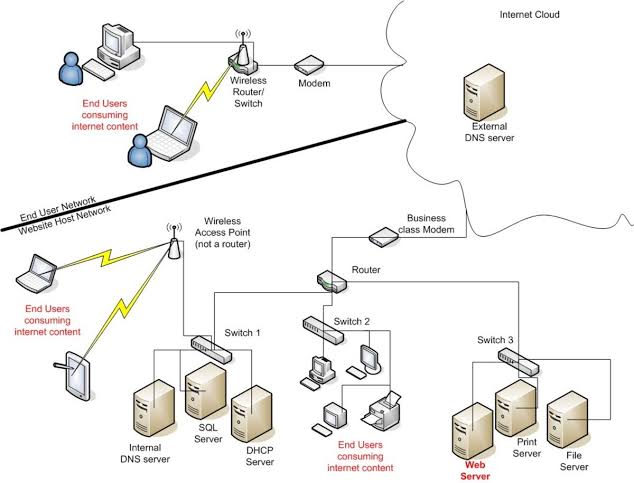 Internet Cloud
Wireless
Router/
Switch
Modem
End Users
consuming
internet content
External
DNS server
End User Network
Website Host Network
Wireless
Access Point
(not a router)
Business
class Modem
Router
End Users
consuming
internet content
Switch 1
Switch 2
Switch 3
Internal
DNS server
SQL
Server
DHCP
Server
End Users
consuming
internet content
Web
Server
Print
Server
File
Server